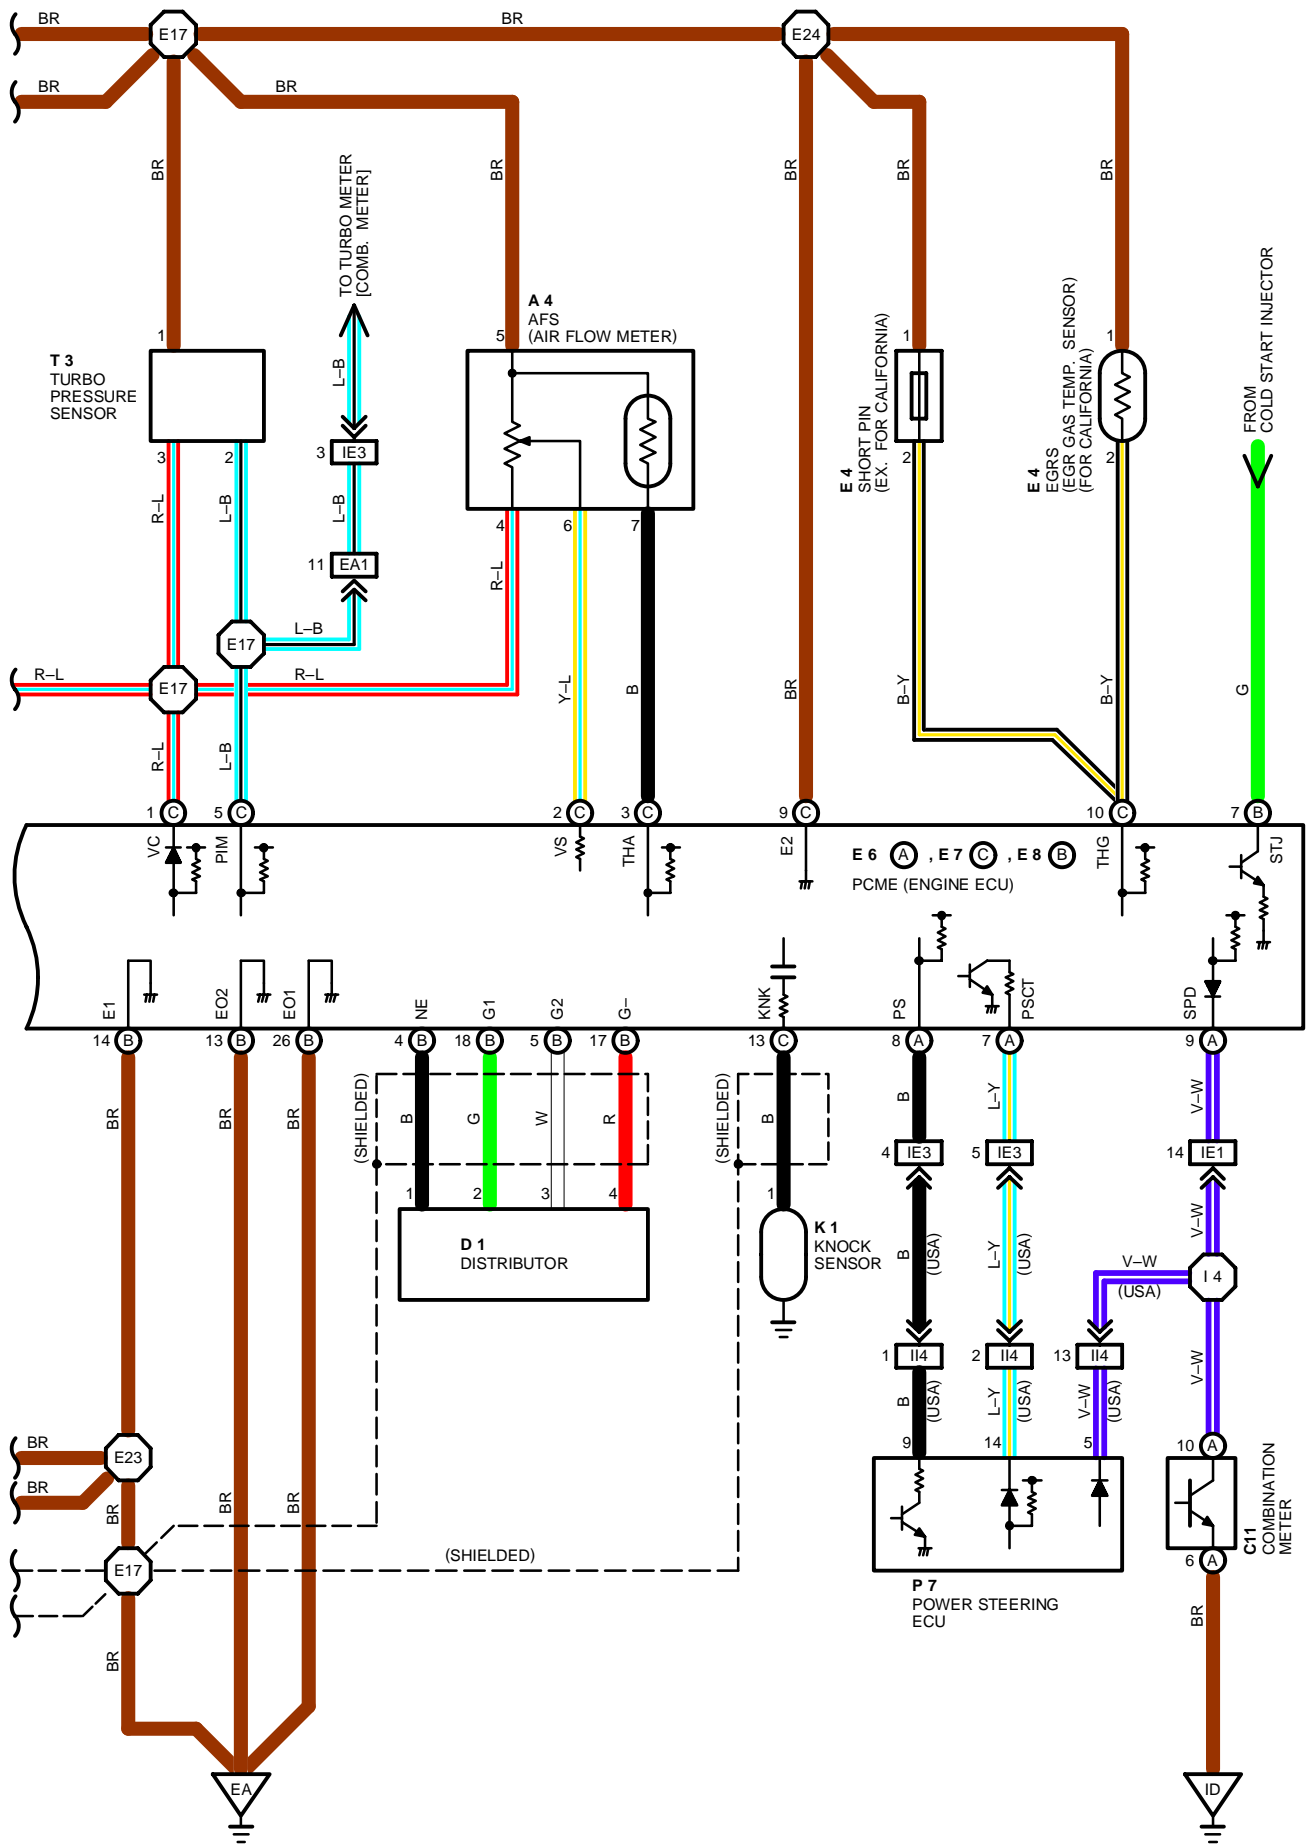 BR
E17
BR
E24
BR
BR
BR
BR
BR
BR
BR
BR
TO TURBO METER
[COMB. METER]
FROM
COLD START INJECTOR
A 4
AFS
(AIR FLOW METER)
1
5
1
1
T 3
TURBO
PRESSURE
SENSOR
L–B
3
IE3
3
2
2
2
E 4
SHORT PIN
(EX. FOR CALIFORNIA)
E 4
EGRS
(EGR GAS TEMP. SENSOR)
(FOR CALIFORNIA)
R–L
L–B
L–B
4
6
7
11
EA1
R–L
L–B
E17
R–L
E17
R–L
Y–L
B
BR
B–Y
B–Y
G
R–L
L–B
1
C
5
C
2
C
3
C
9
C
10
C
7
B
VC
PIM
VS
THA
E2
THG
STJ
E 6
A
, E 7
C
, E 8
B
PCME (ENGINE ECU)
E1
EO2
EO1
NE
G1
G2
G–
KNK
PS
PSCT
SPD
14
B
13
B
26
B
4
B
18
B
5
B
17
B
13
C
8
A
7
A
9
A
BR
BR
BR
(SHIELDED)
B
G
W
R
(SHIELDED)
B
B
L–Y
V–W
4
IE3
5
IE3
14
IE1
1
2
3
4
1
D 1
DISTRIBUTOR
K 1
KNOCK
SENSOR
B
(USA)
L–Y
(USA)
V–W
V–W
(USA)
I 4
1
II4
2
II4
13
II4
V–W
B
(USA)
L–Y
(USA)
V–W
(USA)
BR
E23
9
14
5
10
A
BR
BR
BR
BR
C11
COMBINATION
METER
E17
(SHIELDED)
6
A
P 7
POWER STEERING
ECU
BR
BR
EA
ID